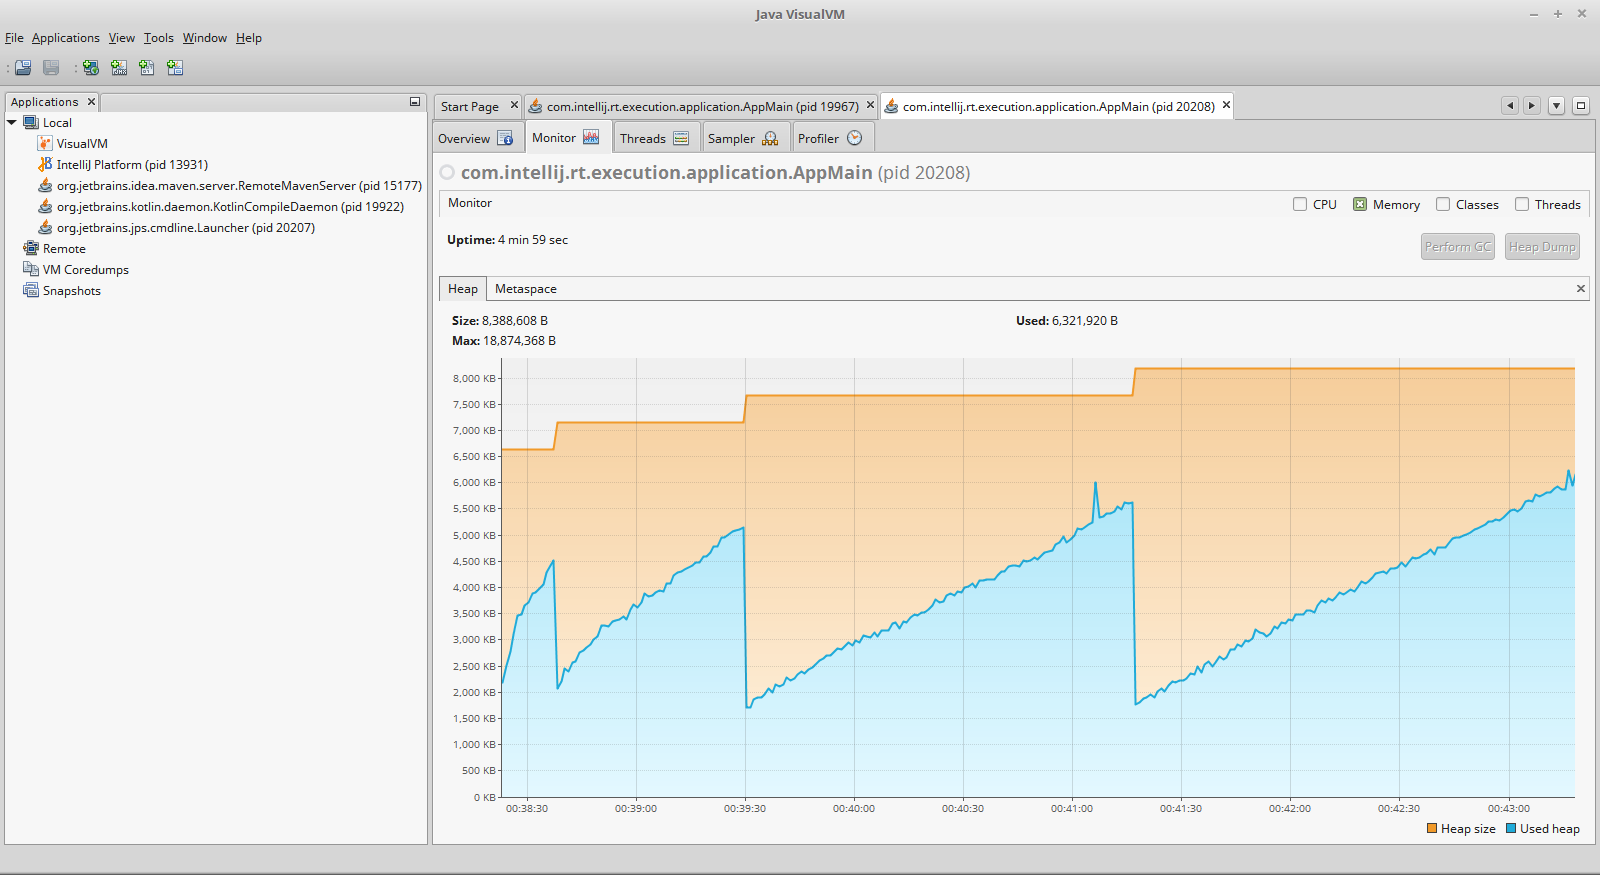 Java VisualVM
File Applications View Tools Window Help
Applications
Local
VisualVM
IntelliJ Platform (pid 13931)
org.jetbrains.idea.maven.server.RemoteMavenServer (pid 15177)
org.jetbrains.kotlin.daemon.KotlinCompileDaemon (pid 19922)
org.jetbrains.jps.cmdline.Launcher (pid 20207)
Remote
VM Coredumps
Snapshots
Start Page com.intellij.rt.execution.application.AppMain (pid 19967) com.intellij.rt.execution.application.AppMain (pid 20208)
Overview Monitor Threads Sampler Profiler
com.intellij.rt.execution.application.AppMain (pid 20208)
Monitor CPU Memory Classes Threads
Uptime: 4 min 59 sec
Perform GC Heap Dump
Heap Metaspace
Size: 8,388,608 B Used: 6,321,920 B
Max: 18,874,368 B
8,000 KB
7,500 KB
7,000 KB
6,500 KB
6,000 KB
5,500 KB
5,000 KB
4,500 KB
4,000 KB
3,500 KB
3,000 KB
2,500 KB
2,000 KB
1,500 KB
1,000 KB
500 KB
0 KB
00:38:30 00:39:00 00:39:30 00:40:00 00:40:30 00:41:00 00:41:30 00:42:00 00:42:30 00:43:00
Heap size Used heap